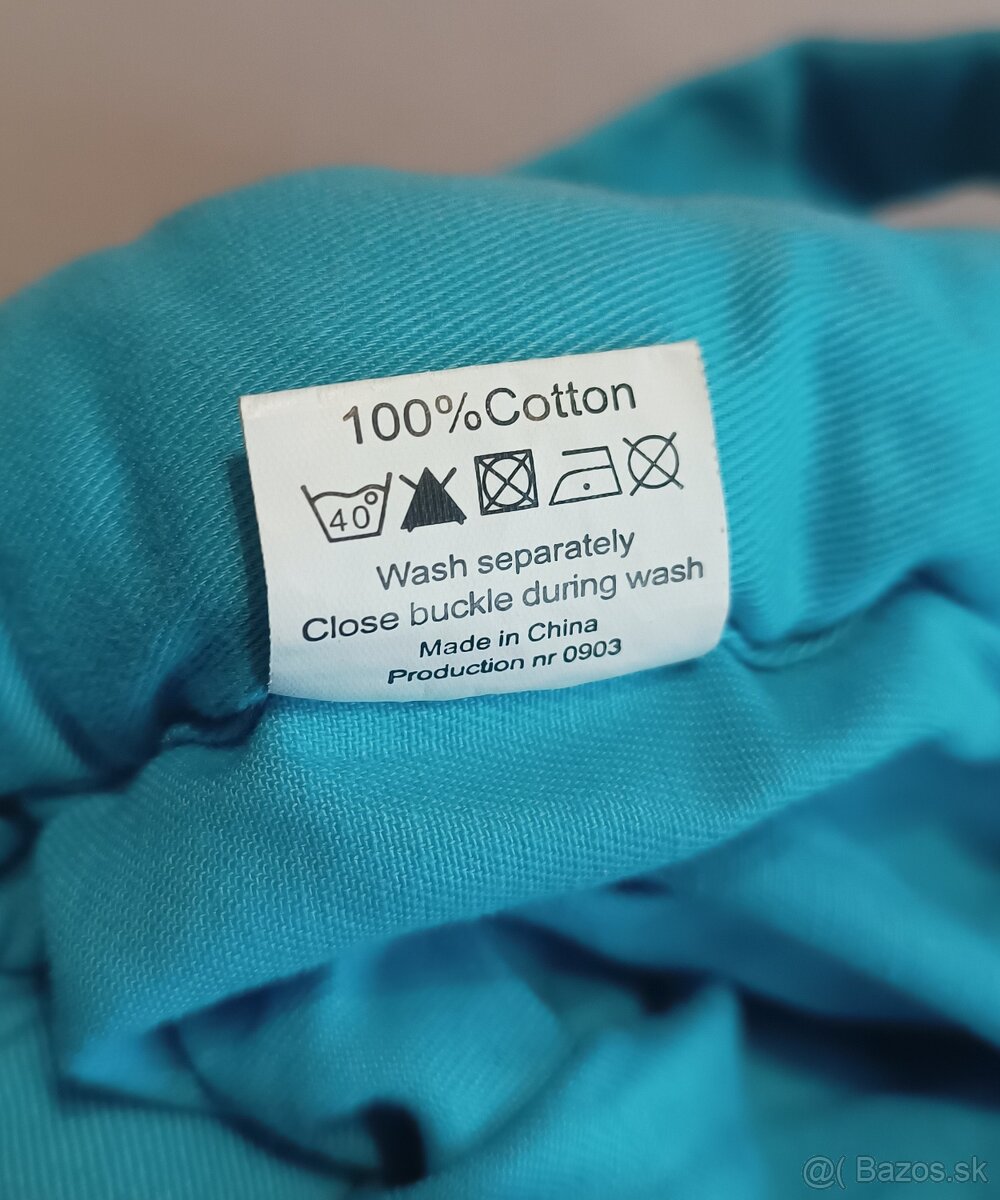 100%Cotton
40°
Wash separately
Close buckle during wash
Made in China
Production nr 0903
@( Bazos.sk